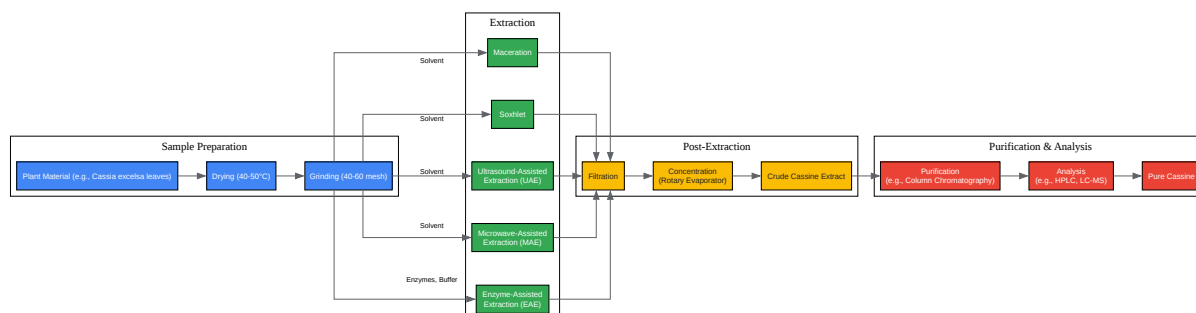 Extraction
Maceration
Solvent
Soxhlet
Solvent
Sample Preparation
Plant Material (e.g., Cassia excelsa leaves)
Drying (40-50°C)
Grinding (40-60 mesh)
Solvent
Ultrasound-Assisted
Extraction (UAE)
Solvent
Microwave-Assisted
Extraction (MAE)
Enzymes, Buffer
Enzyme-Assisted
Extraction (EAE)
Post-Extraction
Filtration
Concentration
(Rotary Evaporator)
Crude Cassine Extract
Purification & Analysis
Purification
(e.g., Column Chromatography)
Analysis
(e.g., HPLC, LC-MS)
Pure Cassine